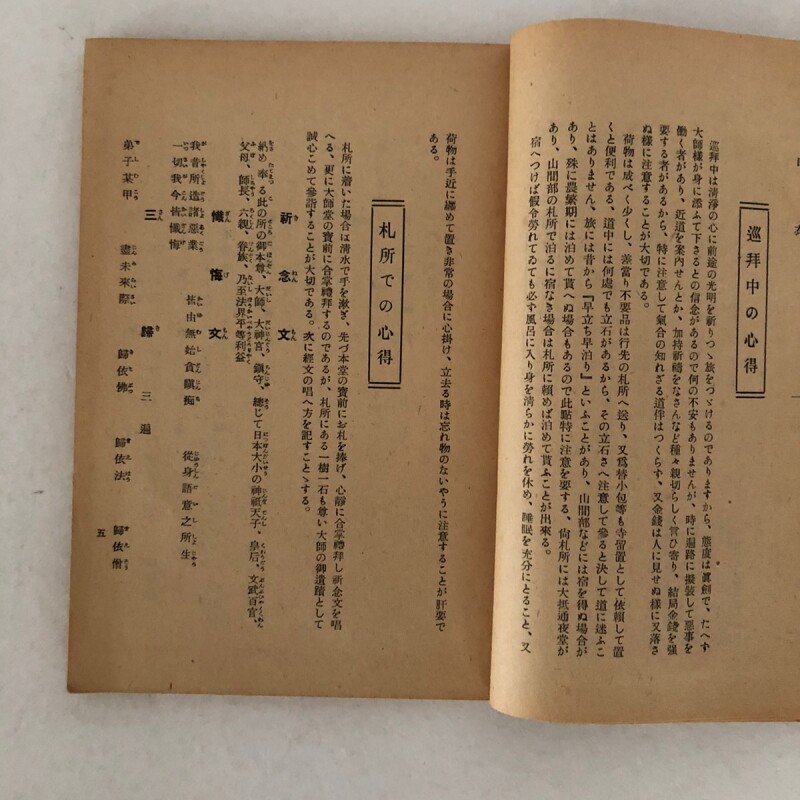 巡拜中の心得
巡拜中は清淨の心に前途の光明を祈りつゝ旅をつゞけるのでありますから、態度は眞劍で、たへず
大師樣が身に添ふて下さるとの信念があるので何の不安もありませんが、時に遍路に擬裝して惡事を
働く者があり、近道を案內せんとか、加持祈禱をなさんなど種々親切らしく言ひ寄り、結局金錢を强
要する者があるから、特に注意して氣合の知れざる道伴はつくらず、又金錢は人に見せぬ樣に又落さ
ぬ樣に注意することが大切である。
荷物は成べく少くし、差當り不要品は行先の札所へ送り、又爲替小包等も寺留置として依賴して置
くと便利である、道中には何處でも立石があるから、その立石さへ注意して參ると決して道に迷ふこ
とはありません、旅には昔から『早立ち早泊り』といふことがあり、山間部などには宿を得ぬ場合が
あり、殊に農繁期には泊めて貰へぬ場合もあるので此點特に注意を要する、尙札所には大抵通夜堂が
あり、山間部の札所で泊るに宿なき場合は札所に賴めば泊めて貰ふことが出來る。
宿へつけば假令勞れてゐても必ず風呂に入り身を淸らかに勞れを休め、睡眠を充分にとること、又
荷物は手近に纒めて置き非常の場合に心掛け、立去る時は忘れ物のないやうに注意することが肝要で
ある。
札所での心得
札所に着いた場合は淸水で手を漱ぎ、先づ本堂の寶前にお札を捧げ、心靜に合掌禮拜し祈念文を唱
へる、更に大師堂の寶前に合掌禮拜するのであるが、札所にある一樹一石も尊い大師の御遺蹟として
誠心こめて參詣することが大切である。次に經文の唱へ方を記すことゝする。
祈念文
納め奉る此の所の御本尊、大師、大神宮、鎭守、總じて日本大小の神祇天子、皇后、文武百官、
父母、師長、六親、眷族、乃至法界平等利益
懺悔文
我昔所造諸惡業　皆由無始貪瞋痴　從身語意之所生
一切我今皆懺悔
三歸　三遍
弟子某甲　盡未來際　歸依佛　歸依法　歸依僧
五